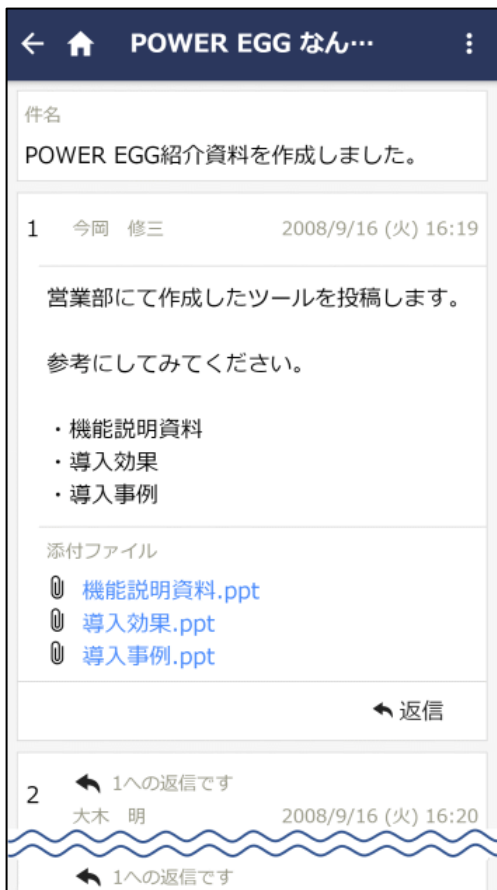 POWER EGG なん…
件名
POWER EGG紹介資料を作成しました。
1 今岡 修三 2008/9/16 (火) 16:19
営業部にて作成したツールを投稿します。
参考にしてみてください。
・機能説明資料
・導入効果
・導入事例
添付ファイル
機能説明資料.ppt
導入効果.ppt
導入事例.ppt
返信
2 1への返信です
大木 明 2008/9/16 (火) 16:20
1への返信です